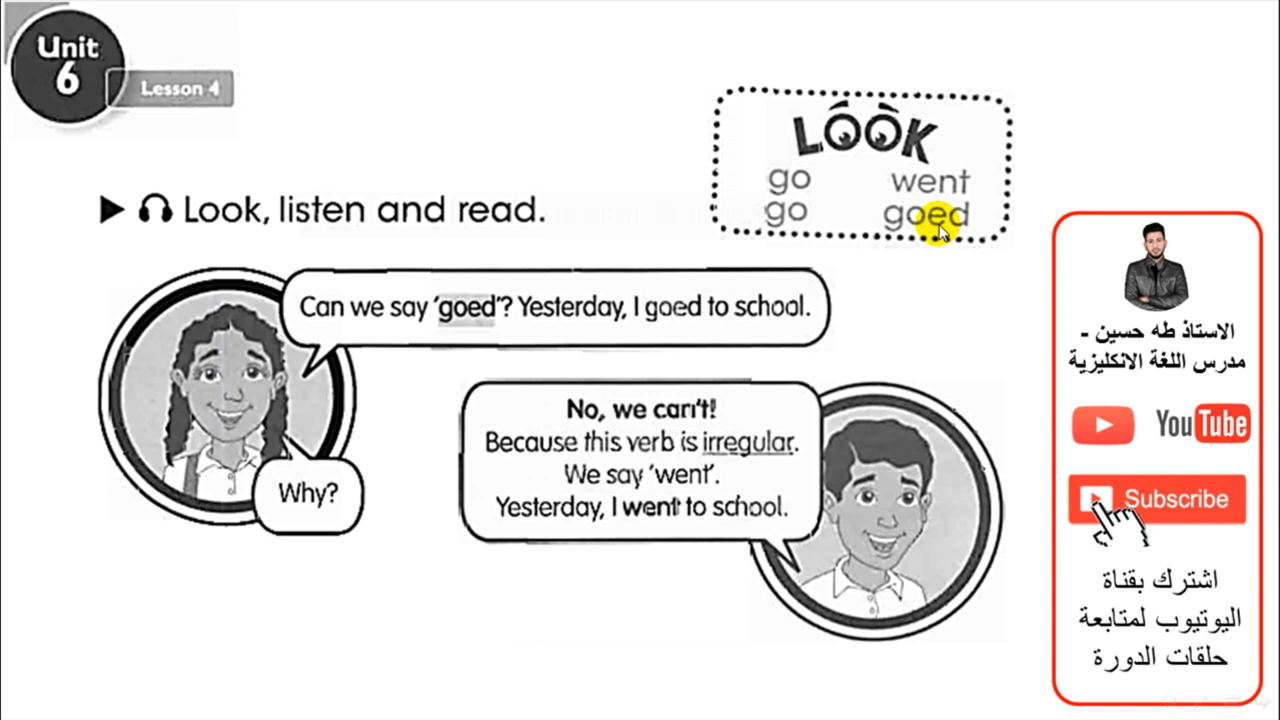 Unit
6
Lesson 4
LOOK
go went
go goed
Look, listen and read.
Can we say 'goed'? Yesterday, I goed to school.
No, we can't!
Because this verb is irregular.
We say 'went'.
Yesterday, I went to school.
Why?
الاستاذ طه حسين -
مدرس اللغة الانكليزية
YouTube
Subscribe
اشترك بقناة
اليوتيوب لمتابعة
حلقات الدورة